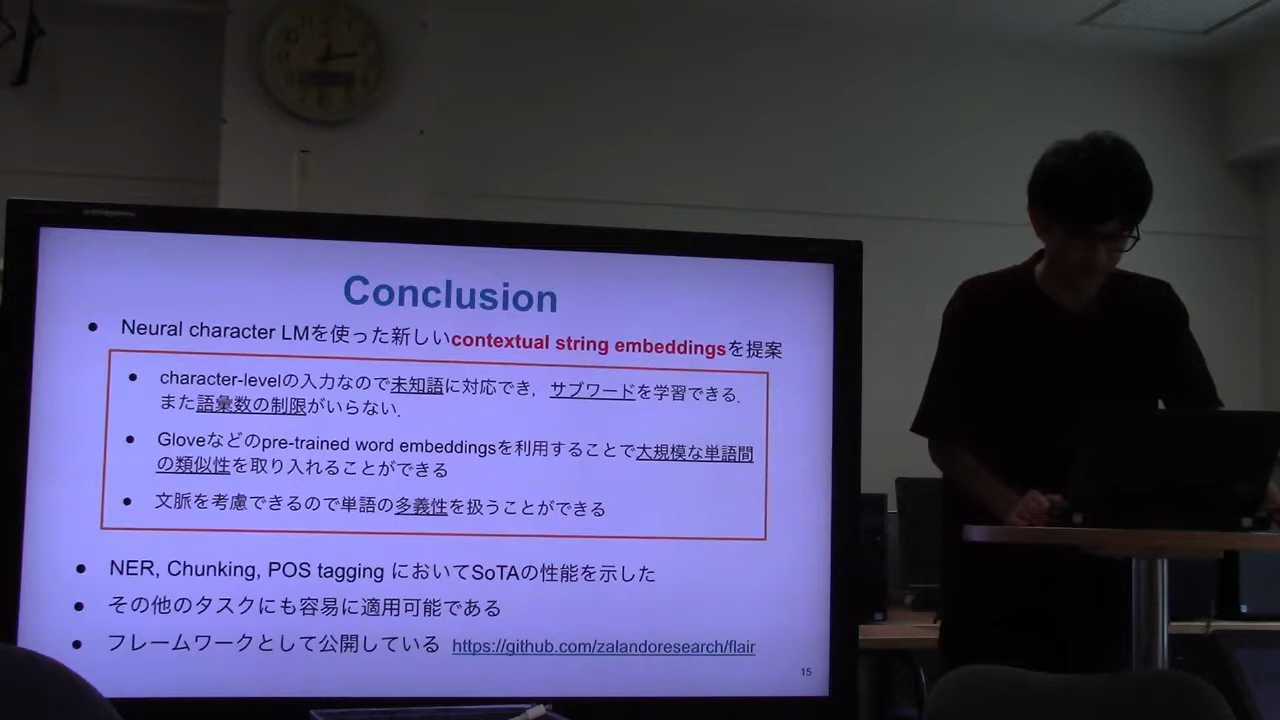 Conclusion
● Neural character LMを使った新しいcontextual string embeddingsを提案
● character-levelの入力なので未知語に対応でき，サブワードを学習できる．
また語彙数の制限がいらない．
● Gloveなどのpre-trained word embeddingsを利用することで大規模な単語間
の類似性を取り入れることができる
● 文脈を考慮できるので単語の多義性を扱うことができる
● NER, Chunking, POS tagging においてSoTAの性能を示した
● その他のタスクにも容易に適用可能である
● フレームワークとして公開している https://github.com/zalandoresearch/flair
15